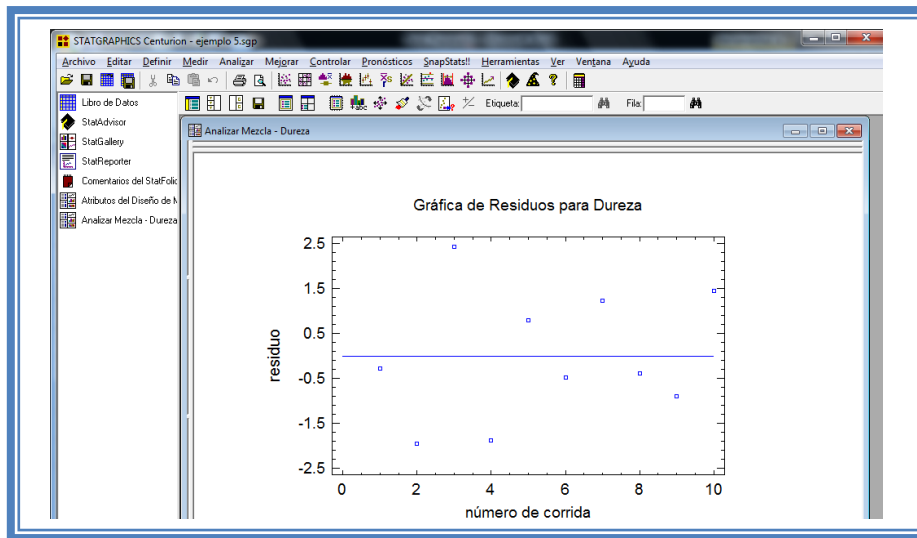 STATGRAPHICS Centurion - ejemplo 5.sgp
Archivo Editar Definir Medir Analizar Mejorar Controlar Pronósticos SnapStats!! Herramientas Ver Ventana Ayuda
Etiqueta: Fila:
Libro de Datos
StatAdvisor
StatGallery
StatReporter
Comentarios del StatFolio
Atributos del Diseño de M
Analizar Mezcla - Dureza
Analizar Mezcla - Dureza
Gráfica de Residuos para Dureza
2.5
1.5
0.5
-0.5
-1.5
-2.5
residuo
0 2 4 6 8 10
número de corrida